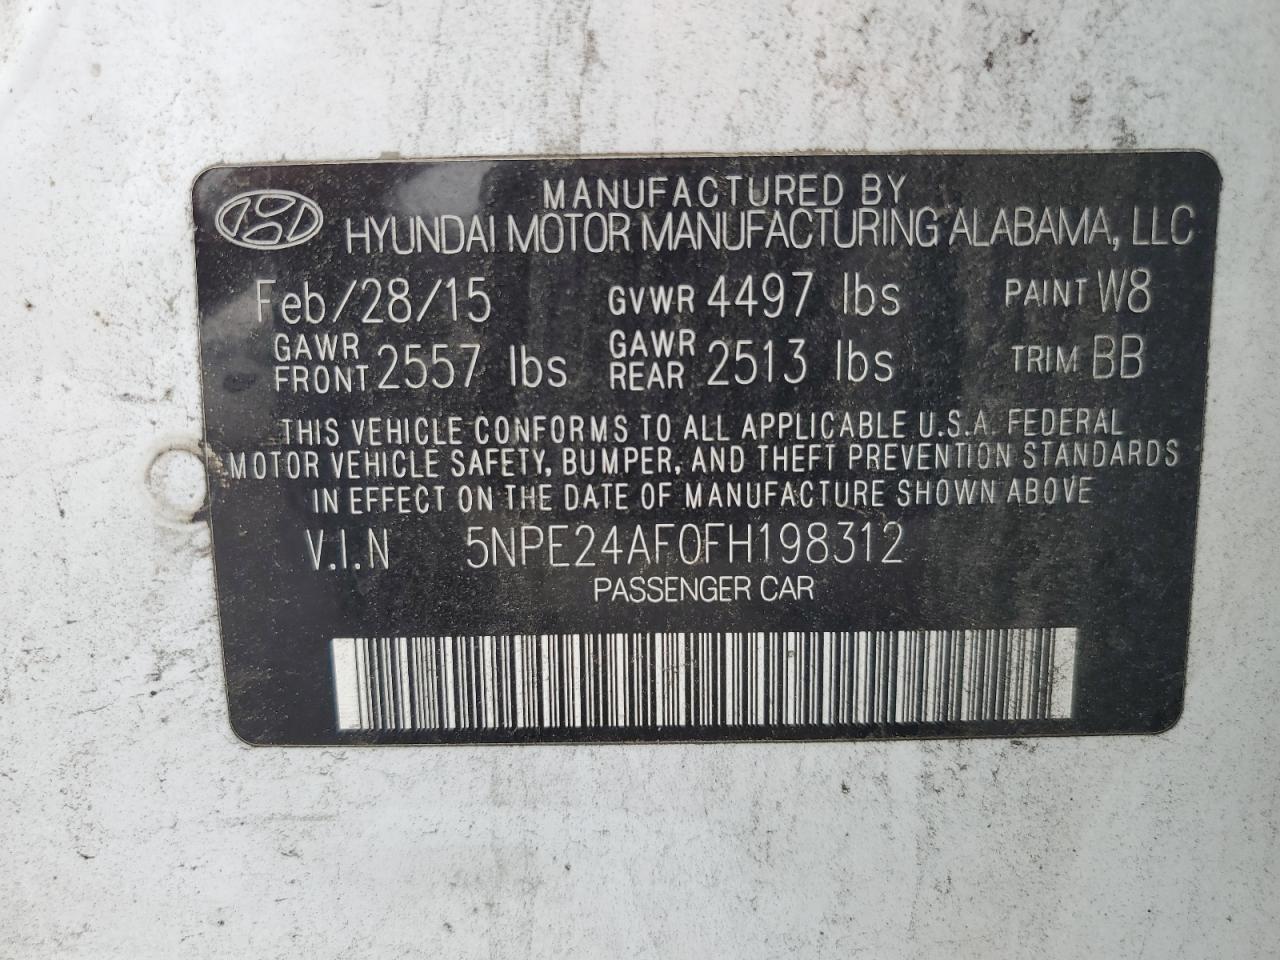 MANUFACTURED BY
HYUNDAI MOTOR MANUFACTURING ALABAMA, LLC
Feb/28/15 GVWR 4497 lbs PAINT W8
GAWR FRONT 2557 lbs GAWR REAR 2513 lbs TRIM BB
THIS VEHICLE CONFORMS TO ALL APPLICABLE U.S.A. FEDERAL
MOTOR VEHICLE SAFETY, BUMPER, AND THEFT PREVENTION STANDARDS
IN EFFECT ON THE DATE OF MANUFACTURE SHOWN ABOVE
V.I.N 5NPE24AF0FH198312
PASSENGER CAR